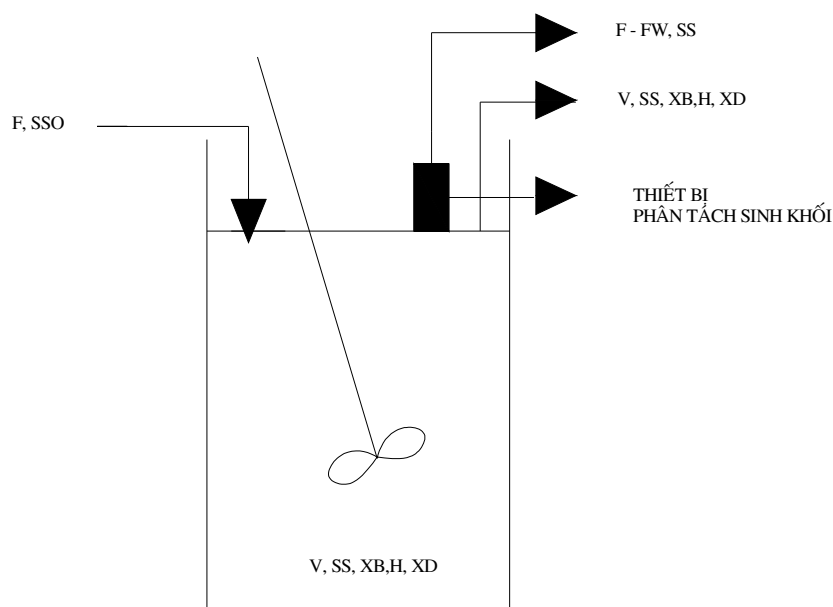 F - FW, SS
V, SS, XB,H, XD
F, SSO
THIẾT BỊ
PHÂN TÁCH SINH KHỐI
V, SS, XB,H, XD